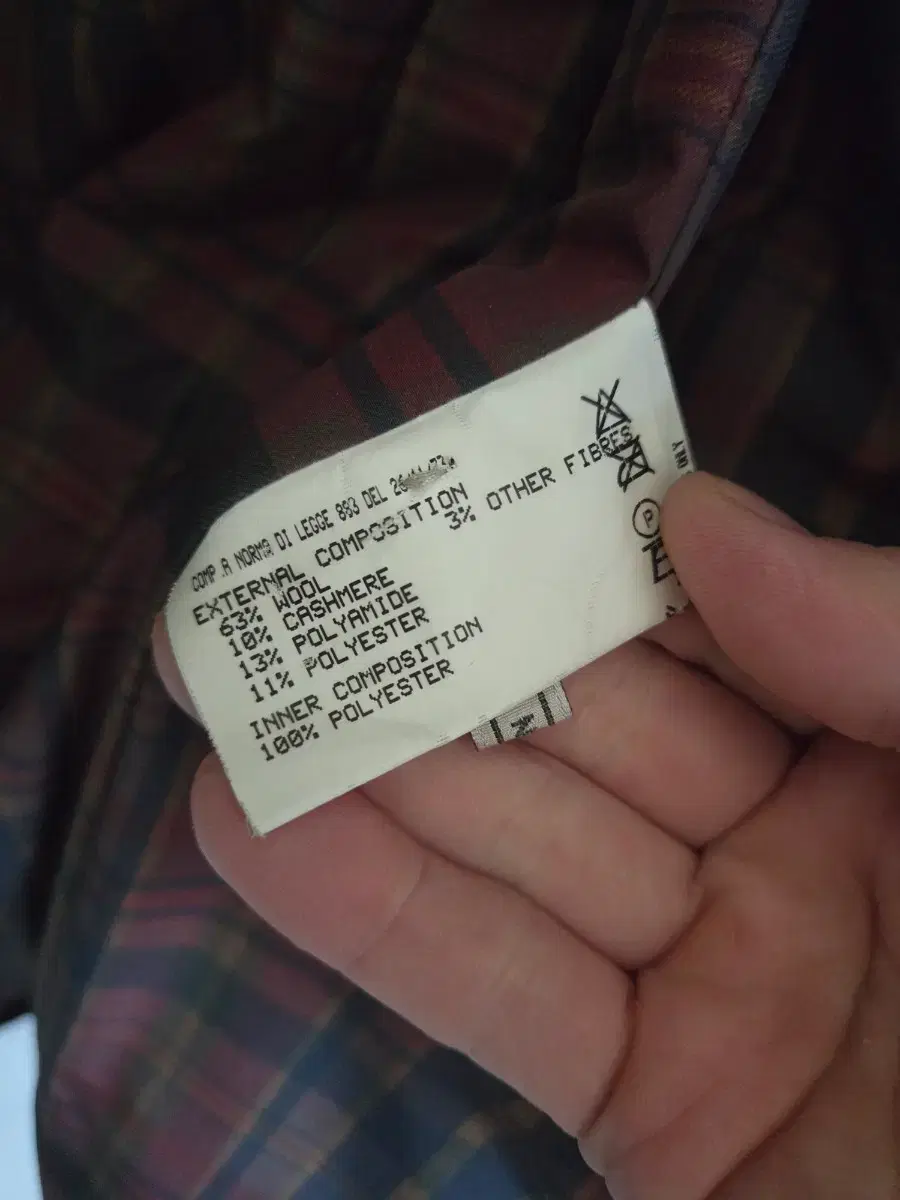 COMP.A NORMA DI LEGGE 883 DEL
EXTERNAL COMPOSITION
63% WOOL
3% OTHER FIBRES
10% CASHMERE
13% POLYAMIDE
11% POLYESTER
INNER COMPOSITION
100% POLYESTER
P
ONLY